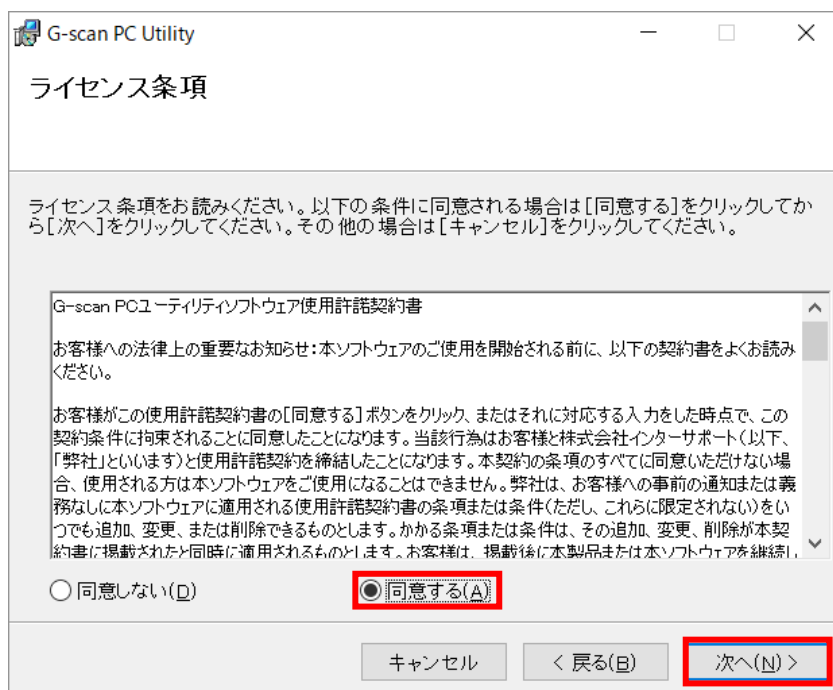 G-scan PC Utility
ライセンス条項
ライセンス条項をお読みください。以下の条件に同意される場合は[同意する]をクリックしてか
ら[次へ]をクリックしてください。その他の場合は[キャンセル]をクリックしてください。
G-scan PCユーティリティソフトウェア使用許諾契約書
お客様への法律上の重要なお知らせ:本ソフトウェアのご使用を開始される前に、以下の契約書をよくお読み
ください。
お客様がこの使用許諾契約書の[同意する]ボタンをクリック、またはそれに対応する入力をした時点で、この
契約条件に拘束されることに同意したことになります。当該行為はお客様と株式会社インターサポート(以下、
「弊社」といいます)と使用許諾契約を締結したことになります。本契約の条項のすべてに同意いただけない場
合、使用される方は本ソフトウェアをご使用になることはできません。弊社は、お客様への事前の通知または義
務なしに本ソフトウェアに適用される使用許諾契約書の条項または条件(ただし、これらに限定されない)をい
つでも追加、変更、または削除できるものとします。かかる条項または条件は、その追加、変更、削除が本契
約書に掲載されたと同時に適用されるものとします。お客様は、掲載後に本製品または本ソフトウェアを継続し
同意しない(D)
同意する(A)
キャンセル
< 戻る(B)
次へ(N) >